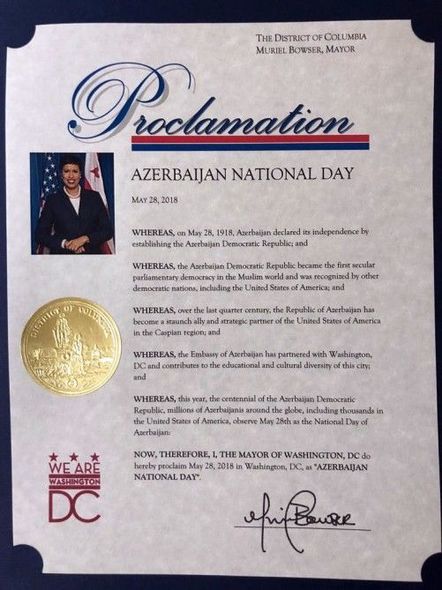 THE DISTRICT OF COLUMBIA
MURIEL BOWSER, MAYOR
Proclamation
AZERBAIJAN NATIONAL DAY
MAY 28, 2018
WHEREAS, on May 28, 1918, Azerbaijan declared its independence by
establishing the Azerbaijan Democratic Republic; and
WHEREAS, the Azerbaijan Democratic Republic became the first secular
parliamentary democracy in the Muslim world and was recognized by other
democratic nations, including the United States of America; and
WHEREAS, over the last quarter century, the Republic of Azerbaijan has
become a staunch ally and strategic partner of the United States of America
in the Caspian region; and
WHEREAS, the Embassy of Azerbaijan has partnered with Washington,
DC and contributes to the educational and cultural diversity of this city;
and
WHEREAS, this year, the centennial of the Azerbaijan Democratic
Republic, millions of Azerbaijanis around the globe, including thousands in
the United States of America, observe May 28th as the National Day of
Azerbaijan:
NOW, THEREFORE, I, THE MAYOR OF WASHINGTON, DC do
hereby proclaim May 28, 2018 in Washington, DC, as "AZERBAIJAN
NATIONAL DAY".
DISTRICT OF COLUMBIA
WE ARE
WASHINGTON
DC
Muriel Bowser